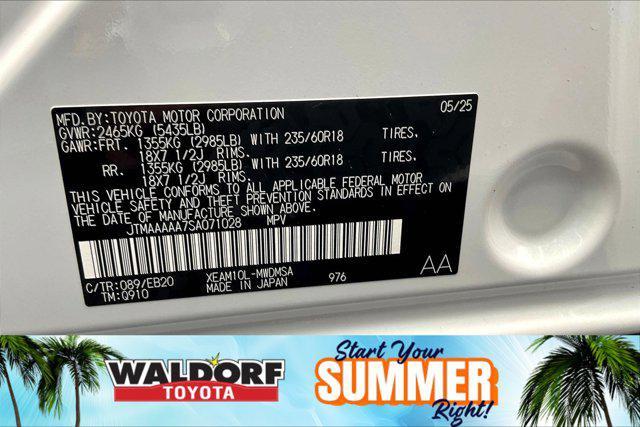 MFD.BY:TOYOTA MOTOR CORPORATION 05/25
GVWR:2465KG (5435LB)
GAWR:FRT. 1355KG (2985LB) WITH 235/60R18 TIRES.
18X7 1/2J RIMS.
RR. 1355KG (2985LB) WITH 235/60R18 TIRES.
18X7 1/2J RIMS.
THIS VEHICLE CONFORMS TO ALL APPLICABLE FEDERAL MOTOR
VEHICLE SAFETY AND THEFT PREVENTION STANDARDS IN EFFECT ON
THE DATE OF MANUFACTURE SHOWN ABOVE.
JTMAAAAA7SA071028 MPV
C/TR:089/EB20 XEAM10L-MWDMSA AA
TM:Q910 MADE IN JAPAN 976
WALDORF
TOYOTA
Start Your
SUMMER
Right!